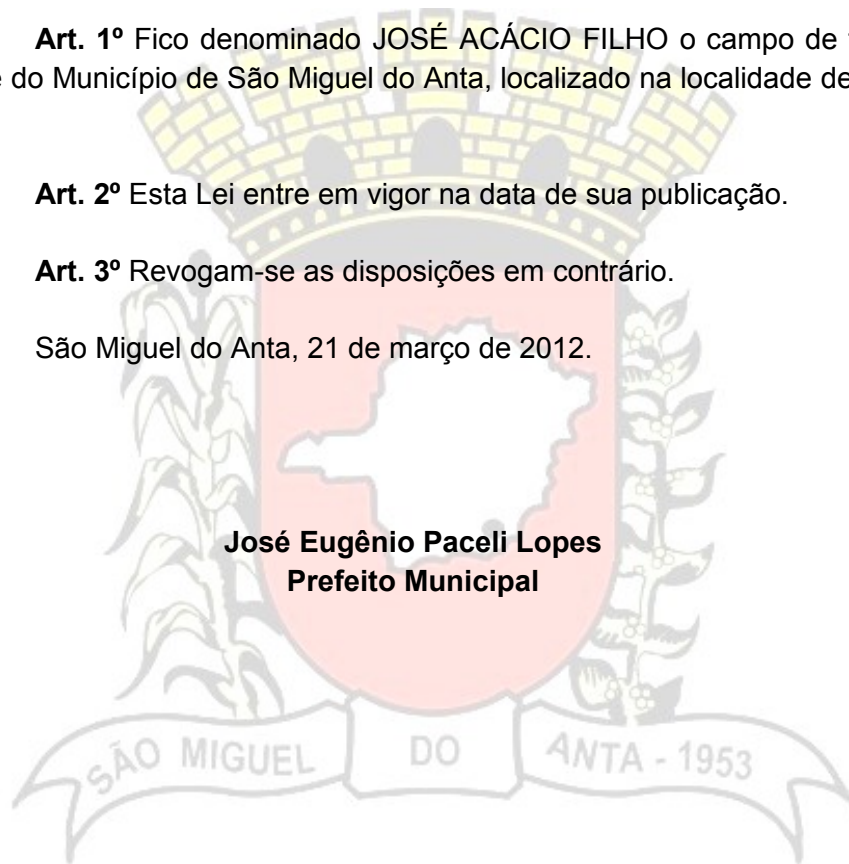 Art. 1º Fico denominado JOSÉ ACÁCIO FILHO o campo de
do Município de São Miguel do Anta, localizado na localidade de
Art. 2º Esta Lei entre em vigor na data de sua publicação.
Art. 3º Revogam-se as disposições em contrário.
São Miguel do Anta, 21 de março de 2012.
José Eugênio Paceli Lopes
Prefeito Municipal
SÃO MIGUEL DO ANTA - 1953